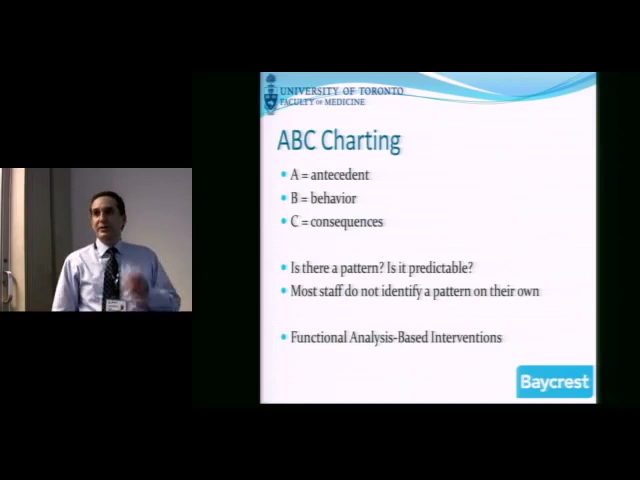 UNIVERSITY OF TORONTO
FACULTY OF MEDICINE
ABC Charting
A = antecedent
B = behavior
C = consequences
Is there a pattern? Is it predictable?
Most staff do not identify a pattern on their own
Functional Analysis-Based Interventions
Baycrest